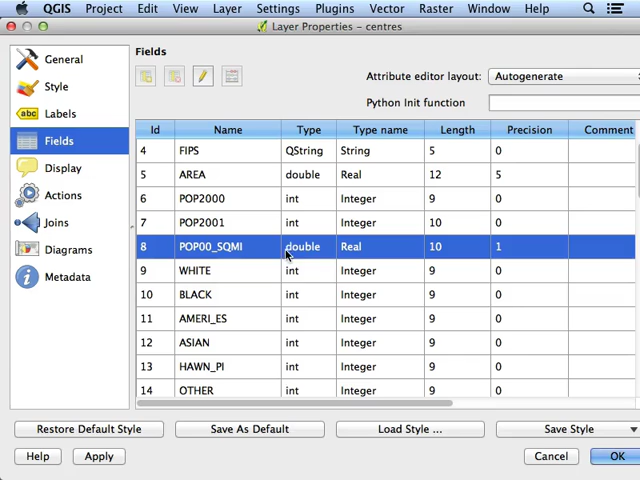 QGIS Project Edit View Layer Settings Plugins Vector Raster Window Help
Layer Properties - centres
General
Style
abc Labels
Fields
Display
Actions
Joins
Diagrams
i Metadata
Fields
Attribute editor layout: Autogenerate
Python Init function
Id Name Type Type name Length Precision Comment
4 FIPS QString String 5 0
5 AREA double Real 12 5
6 POP2000 int Integer 9 0
7 POP2001 int Integer 10 0
8 POP00_SQMI double Real 10 1
9 WHITE int Integer 9 0
10 BLACK int Integer 9 0
11 AMERI_ES int Integer 9 0
12 ASIAN int Integer 9 0
13 HAWN_PI int Integer 9 0
14 OTHER int Integer 9 0
Restore Default Style Save As Default Load Style ... Save Style
Help Apply Cancel OK